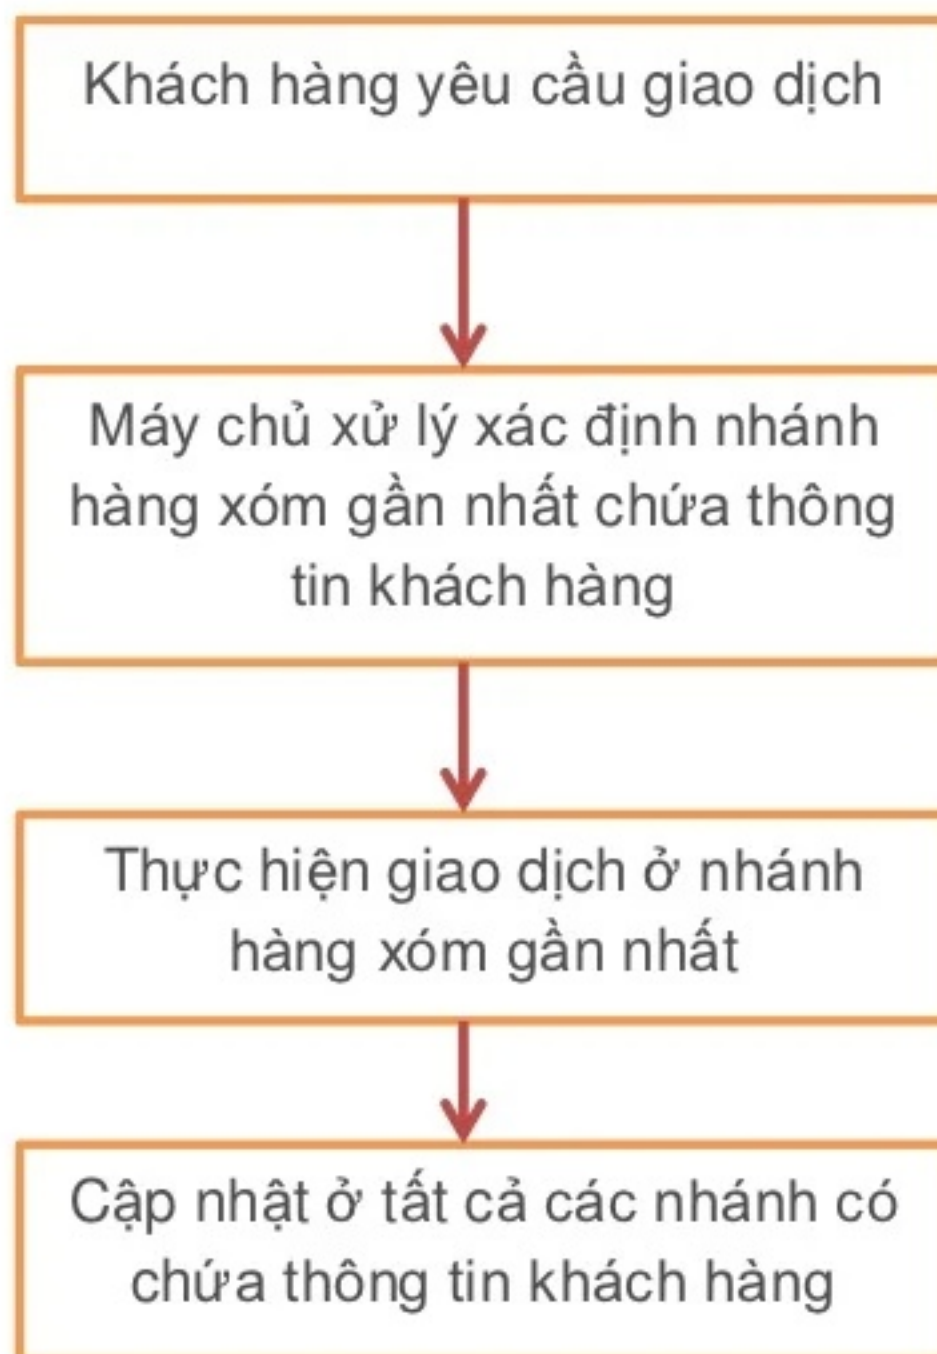 Khách hàng yêu cầu giao dịch
Máy chủ xử lý xác định nhánh
hàng xóm gần nhất chứa thông
tin khách hàng
Thực hiện giao dịch ở nhánh
hàng xóm gần nhất
Cập nhật ở tất cả các nhánh có
chứa thông tin khách hàng